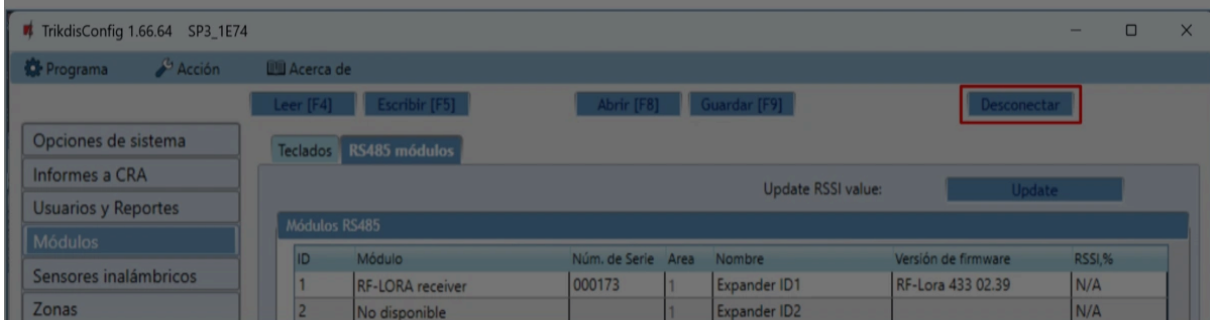 TrikdisConfig 1.66.64 SP3_1E74
Programa Acción Acerca de
Leer [F4] Escribir [F5] Abrir [F8] Guardar [F9] Desconectar
Opciones de sistema
Informes a CRA
Usuarios y Reportes
Módulos
Sensores inalámbricos
Zonas
Teclados RS485 módulos
Update RSSI value: Update
Módulos RS485
ID Módulo Núm. de Serie Area Nombre Versión de firmware RSSI,%
1 RF-LORA receiver 000173 1 Expander ID1 RF-Lora 433 02.39 N/A
2 No disponible 1 Expander ID2 N/A